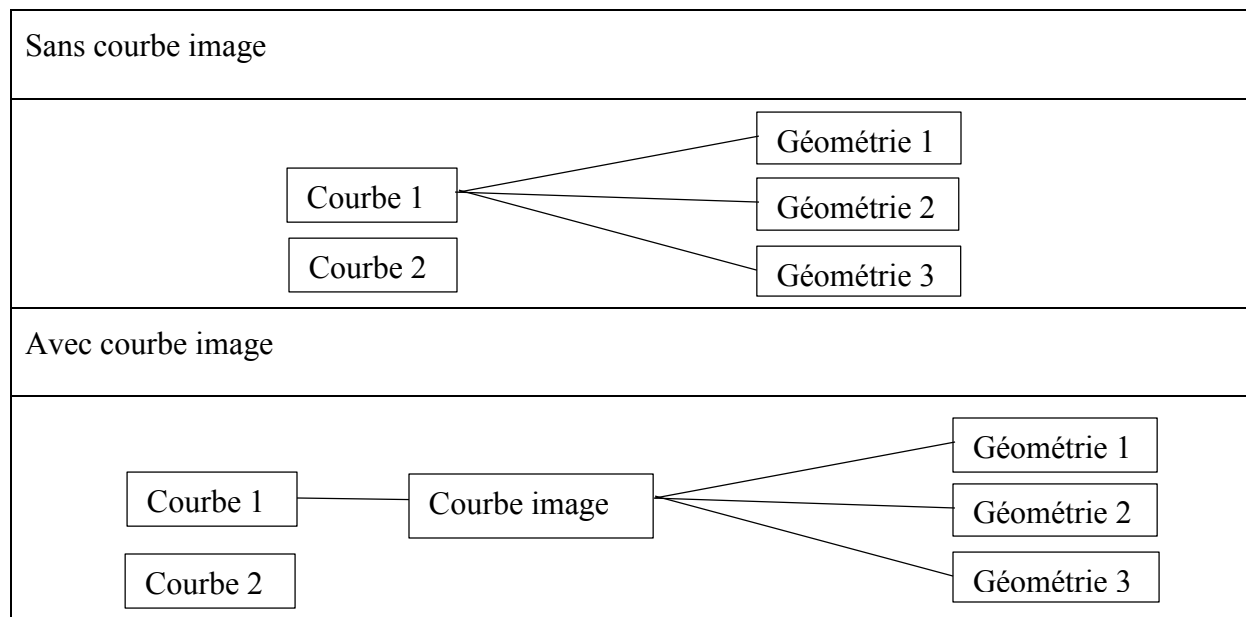 Sans courbe image
Géométrie 1
Courbe 1
Géométrie 2
Courbe 2
Géométrie 3
Avec courbe image
Géométrie 1
Courbe 1
Courbe image
Géométrie 2
Courbe 2
Géométrie 3